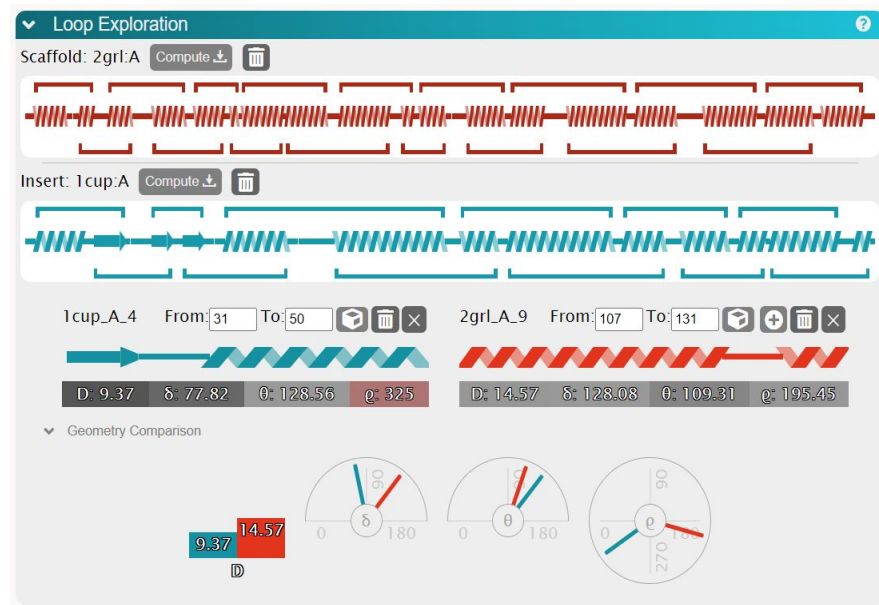 Loop Exploration
?
Scaffold: 2grl:A Compute
Insert: 1cup:A Compute
1cup_A_4 From: 31 To: 50
2grl_A_9 From: 107 To: 131
D: 9.37 δ: 77.82 θ: 128.56 ϱ: 325
D: 14.57 δ: 128.08 θ: 109.31 ϱ: 195.45
Geometry Comparison
9.37 14.57
D
0 90 180 δ
0 90 180 θ
0 90 180 270 ϱ